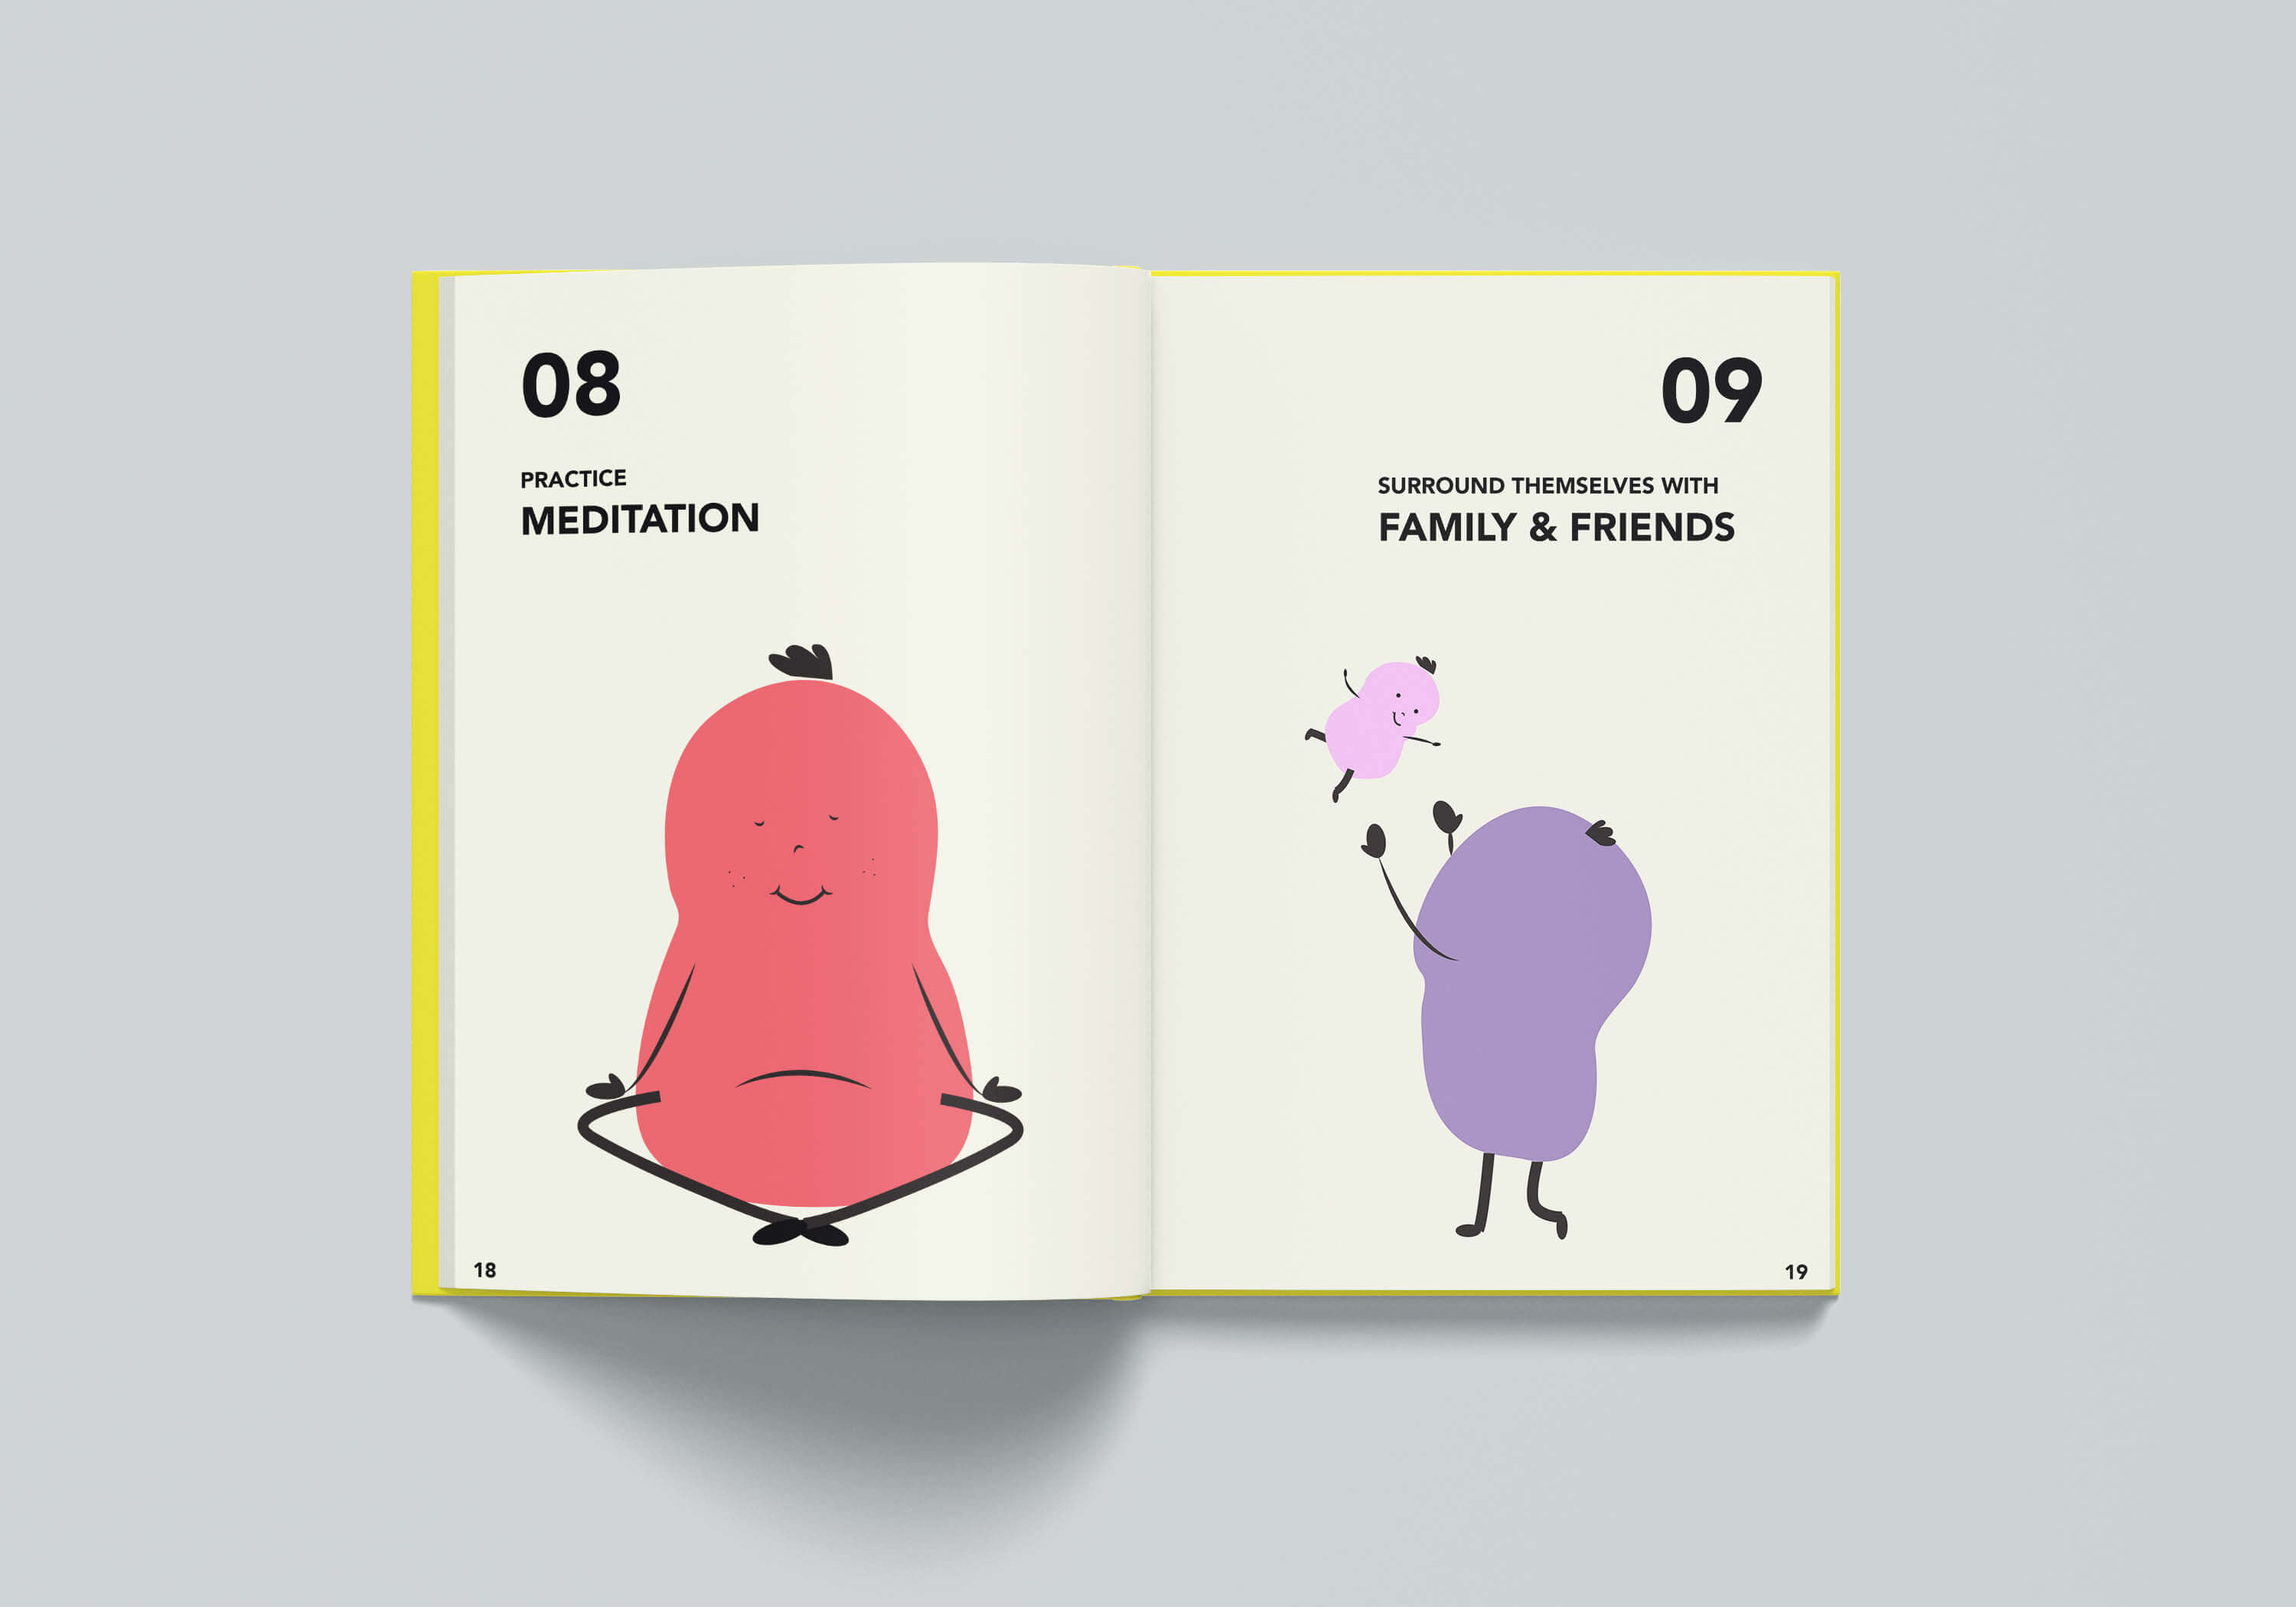 08
PRACTICE
MEDITATION
18
09
SURROUND THEMSELVES WITH
FAMILY & FRIENDS
19